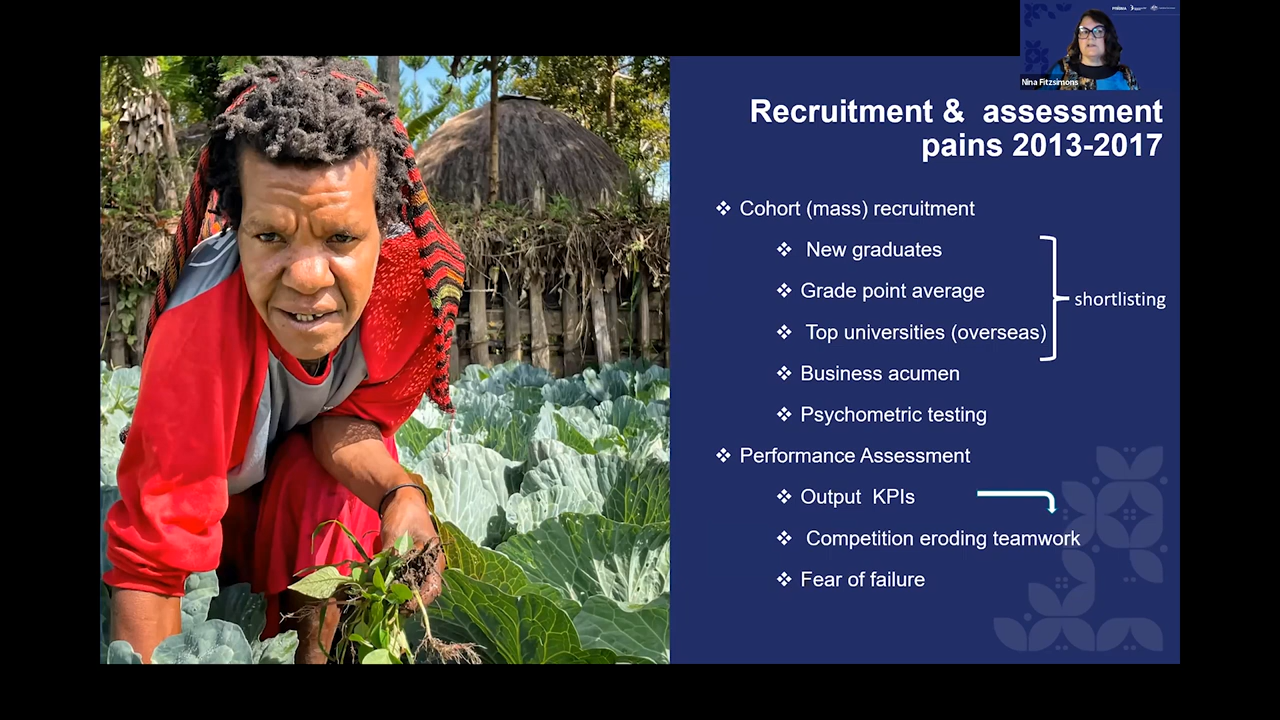 Nina Fitzsimons
Recruitment & assessment
pains 2013-2017
❖ Cohort (mass) recruitment
❖ New graduates
❖ Grade point average
❖ Top universities (overseas)
shortlisting
❖ Business acumen
❖ Psychometric testing
❖ Performance Assessment
❖ Output KPIs
❖ Competition eroding teamwork
❖ Fear of failure